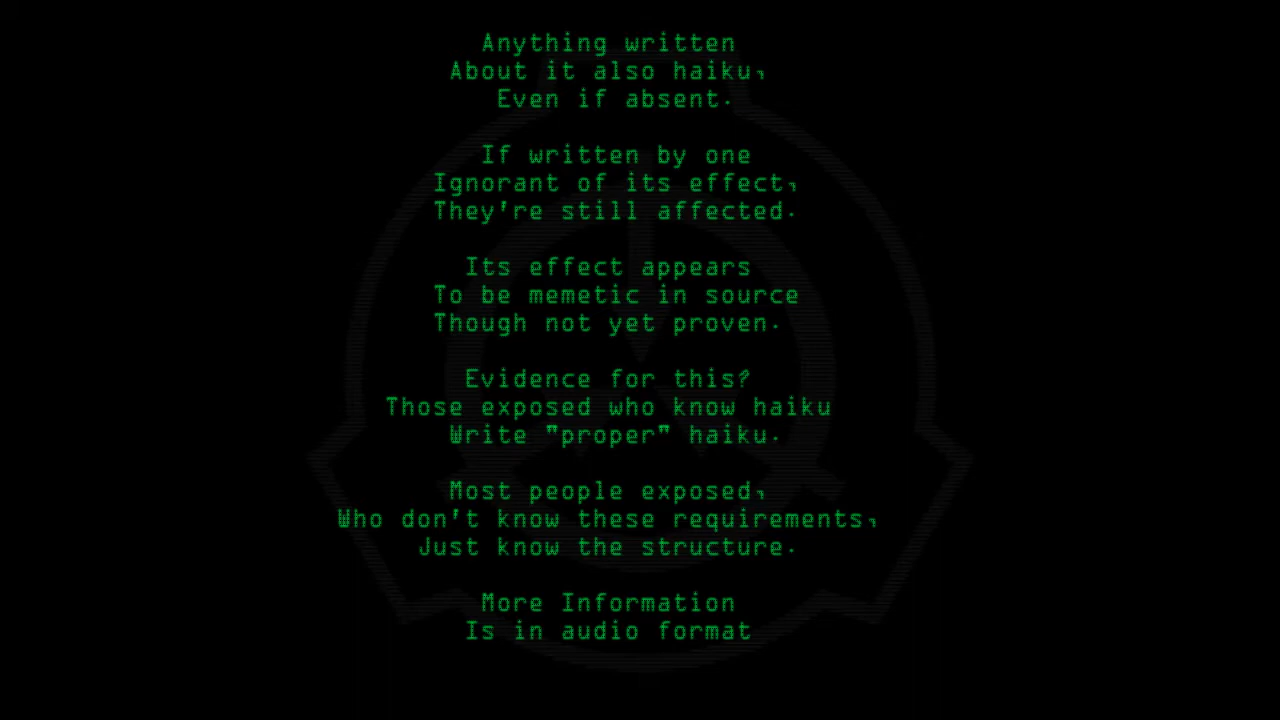 Anything written
About it also haiku,
Even if absent.
If written by one
Ignorant of its effect,
They're still affected.
Its effect appears
To be memetic in source
Though not yet proven.
Evidence for this?
Those exposed who know haiku
Write "proper" haiku.
Most people exposed,
Who don't know these requirements,
Just know the structure.
More Information
Is in audio format